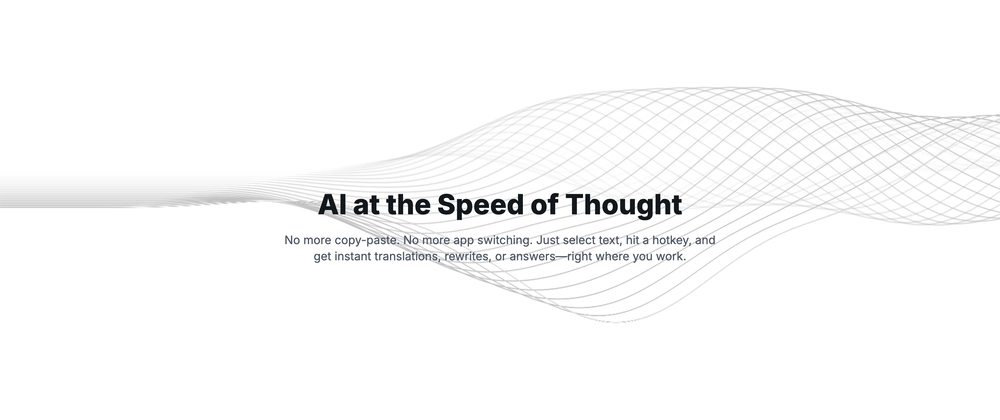 AI at the Speed of Thought
No more copy-paste. No more app switching. Just select text, hit a hotkey, and
get instant translations, rewrites, or answers—right where you work.